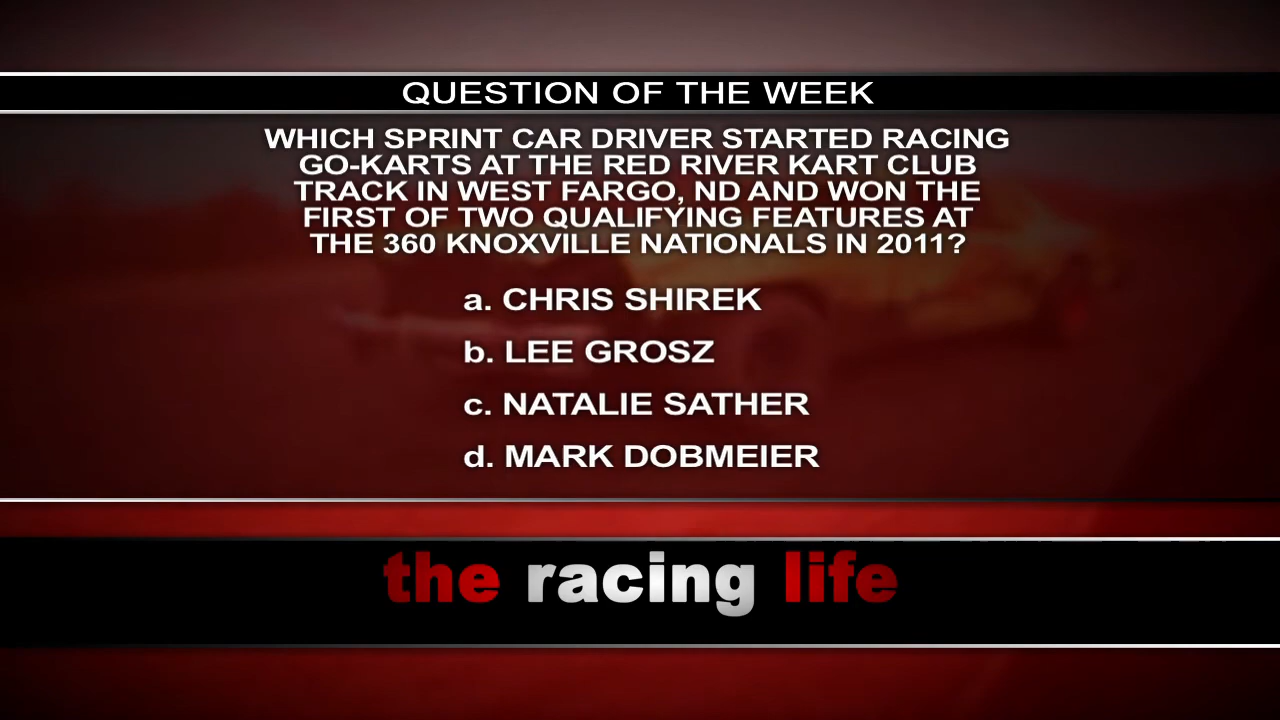 QUESTION OF THE WEEK
WHICH SPRINT CAR DRIVER STARTED RACING
GO-KARTS AT THE RED RIVER KART CLUB
TRACK IN WEST FARGO, ND AND WON THE
FIRST OF TWO QUALIFYING FEATURES AT
THE 360 KNOXVILLE NATIONALS IN 2011?
a. CHRIS SHIREK
b. LEE GROSZ
c. NATALIE SATHER
d. MARK DOBMEIER
the racing life